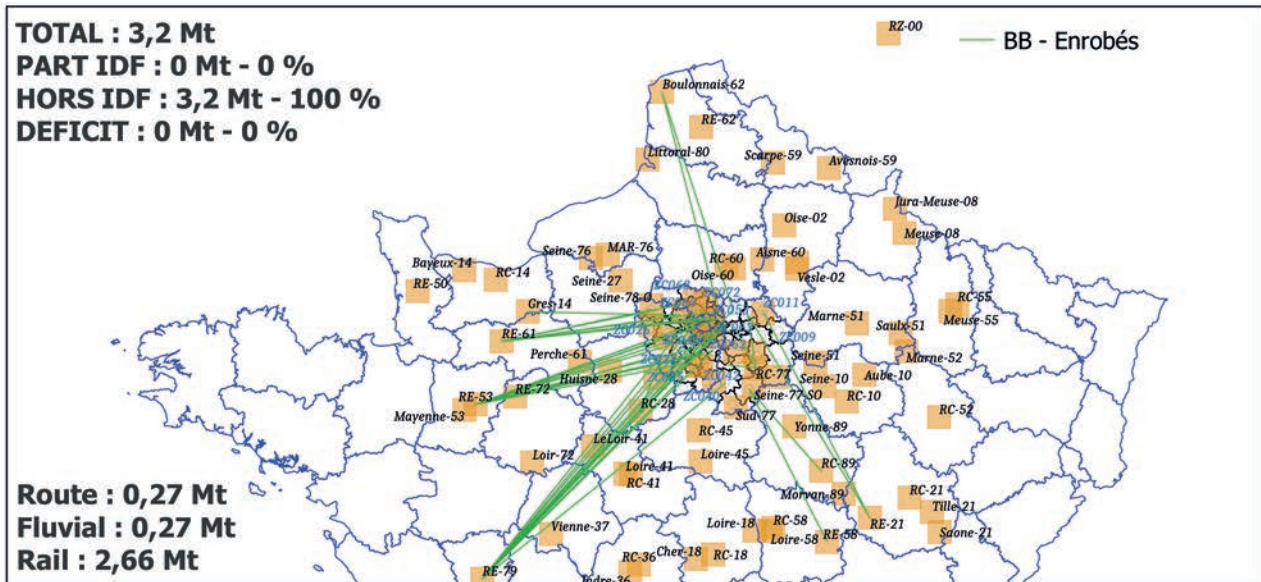 TOTAL : 3,2 Mt
PART IDF : 0 Mt - 0 %
HORS IDF : 3,2 Mt - 100 %
DEFICIT : 0 Mt - 0 %
RZ-00
BB - Enrobés
Boulonnais-62
RE-62
Littoral-80
Scarpe-59
Avesnois-59
Jura-Meuse-08
Oise-02
Meuse-08
Seine-76
MAR-76
RC-60
Aisne-60
Bayeux-14
RC-14
Oise-60
Vesle-02
RE-50
Seine-27
Seine-78-O
ZC072
ZC011
RC-55
Gres-14
Marne-51
Meuse-55
Saulx-51
RE-61
ZC009
Perche-61
Seine-51
Marne-52
Huisne-28
RC-77
Seine-10
Aube-10
RE-53
RE-72
Seine-77-SO
RC-10
Mayenne-53
RC-28
Sud-77
RC-52
LeLoir-41
RC-45
Yonne-89
Loir-72
Loire-41
Loire-45
RC-89
RC-41
Morvan-89
RC-21
Route : 0,27 Mt
Fluvial : 0,27 Mt
Rail : 2,66 Mt
Tille-21
Vienne-37
Loire-18
RC-58
RE-21
Loire-58
RE-58
Saone-21
RE-79
RC-36
Cher-18
RC-18
Indre-36